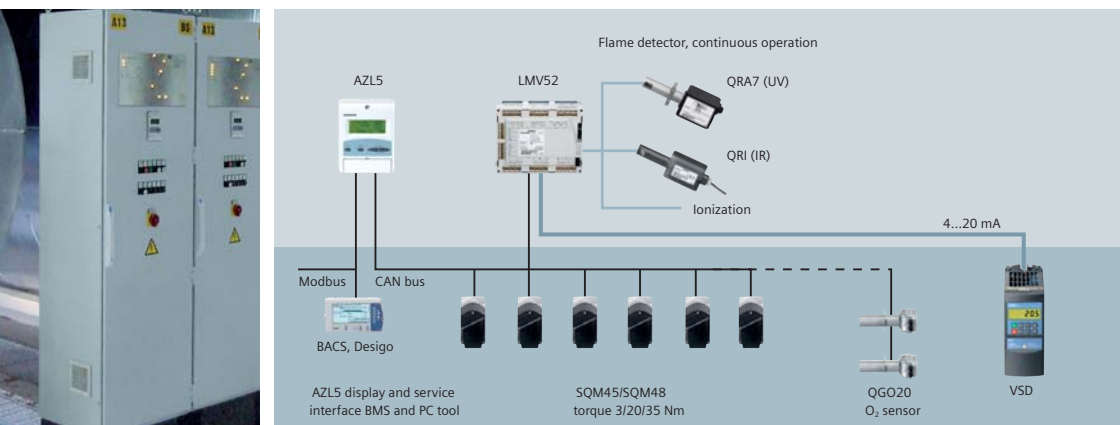 A13
BS
A12
Flame detector, continuous operation
AZL5
LMV52
QRA7 (UV)
QRI (IR)
Ionization
4...20 mA
Modbus
CAN bus
BACS, Desigo
VSD
AZL5 display and service
interface BMS and PC tool
SQM45/SQM48
torque 3/20/35 Nm
QGO20
O₂ sensor